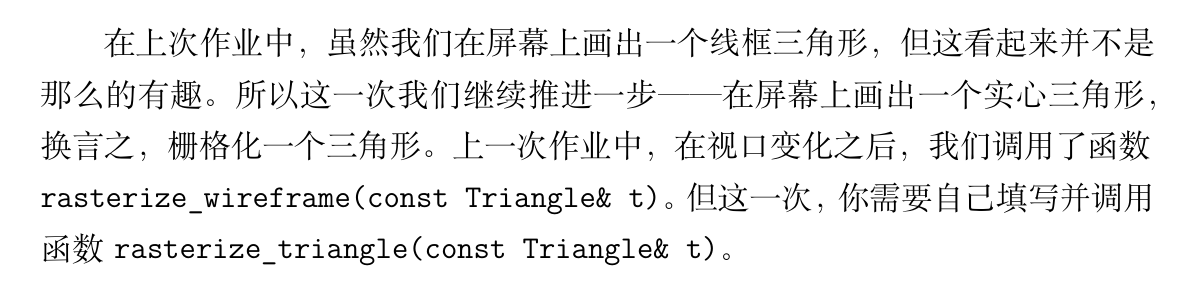 在上次作业中，虽然我们在屏幕上画出一个线框三角形，但这看起来并不是
那么的有趣。所以这一次我们继续推进一步——在屏幕上画出一个实心三角形，
换言之，栅格化一个三角形。上一次作业中，在视口变化之后，我们调用了函数
rasterize_wireframe(const Triangle& t)。但这一次，你需要自己填写并调用
函数 rasterize_triangle(const Triangle& t)。